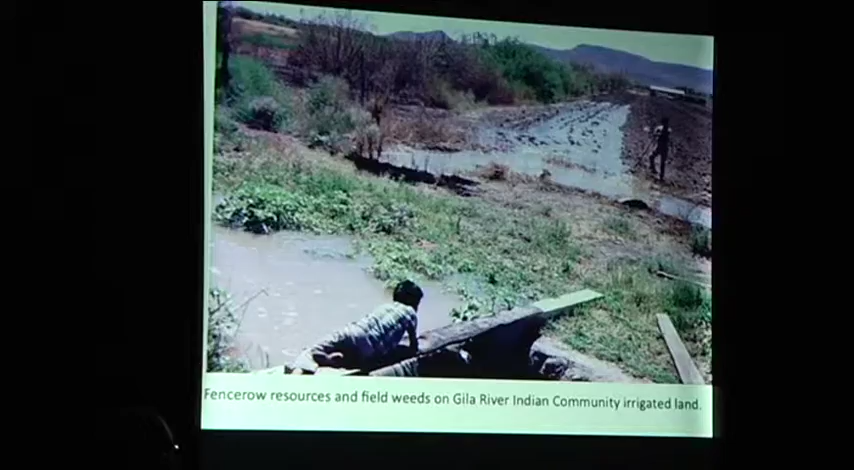 Fencerow resources and field weeds on Gila River Indian Community irrigated land.